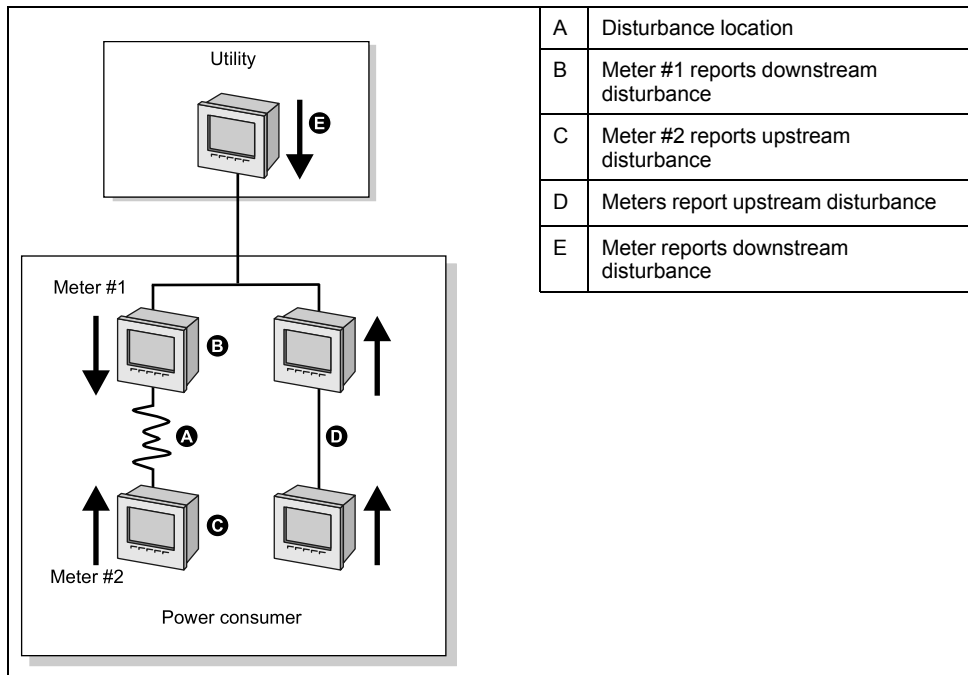 Utility
E
Meter #1
B
A
D
C
Meter #2
Power consumer
A Disturbance location
B Meter #1 reports downstream
disturbance
C Meter #2 reports upstream
disturbance
D Meters report upstream disturbance
E Meter reports downstream
disturbance